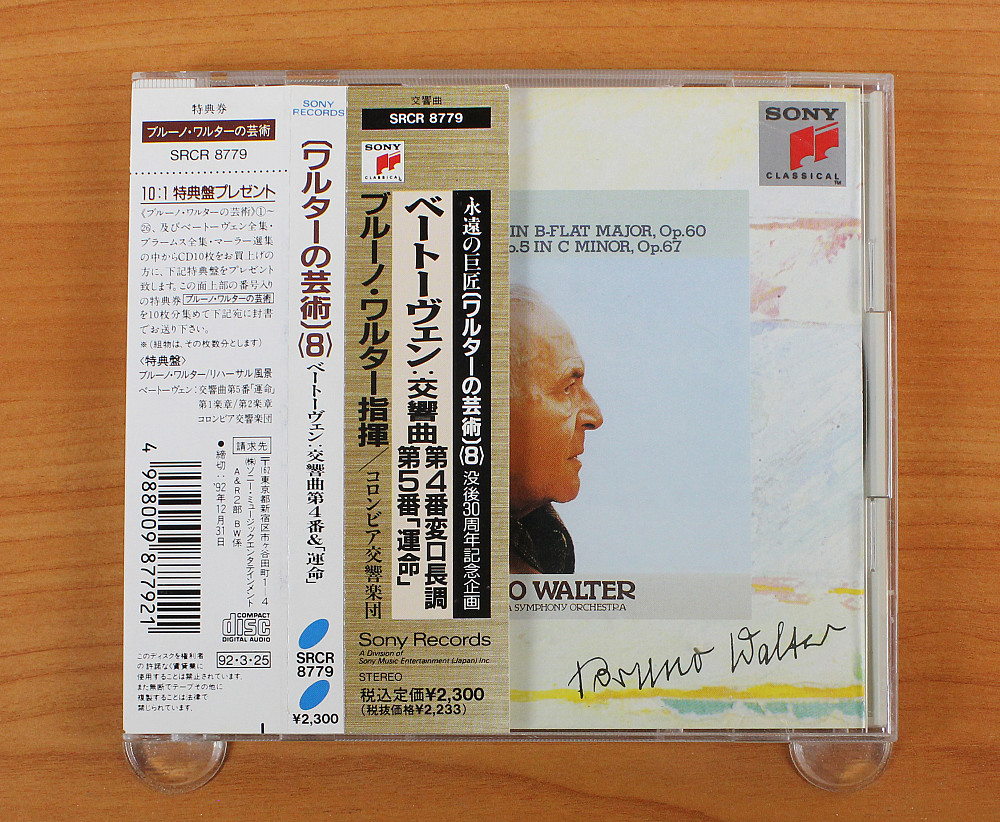 特典券
ブルーノ・ワルターの芸術
SRCR 8779
10:1 特典盤プレゼント
《ブルーノ・ワルターの芸術》①~
㉖、及びベートーヴェン全集・
ブラームス全集・マーラー選集
の中からCD10枚をお買上げの
方に、下記特典盤をプレゼント
致します。この面上部の番号入り
の特典券 ブルーノ・ワルターの芸術
を10枚分集めて下記宛に封書
でお送り下さい。
※(組物は、その枚数分とします)
〈特典盤〉
ブルーノ・ワルター/リハーサル風景
ベートーヴェン:交響曲第5番「運命」
第1楽章/第2楽章
コロンビア交響楽団
請求先
〒162 東京都新宿区市ヶ谷田町1-4
(株)ソニー・ミュージックエンタテインメント
A&R2部 BW係
●締切:'92年12月31日
4 988009 877921
COMPACT
disc
DIGITAL AUDIO
92・3・25
このディスクを権利者
の許諾なく賃貸業に
使用することは禁止されています。
また無断でテープその他に
複製することは法律で
禁じられています。
SONY
RECORDS
〔ワルターの芸術〕(8) ベートーヴェン:交響曲第4番&「運命」
SRCR
8779
¥2,300
交響曲
SRCR 8779
SONY
CLASSICAL
永遠の巨匠〔ワルターの芸術〕(8) 没後30周年記念企画
ベートーヴェン:交響曲 第4番変ロ長調
第5番「運命」
ブルーノ・ワルター指揮/コロンビア交響楽団
Sony Records
A Division of
Sony Music Entertainment (Japan) Inc
STEREO
税込定価¥2,300
(税抜価格¥2,233)
SONY
CLASSICAL
TM
IN B-FLAT MAJOR, Op.60
.5 IN C MINOR, Op.67
O WALTER
A SYMPHONY ORCHESTRA
Bruno Walter